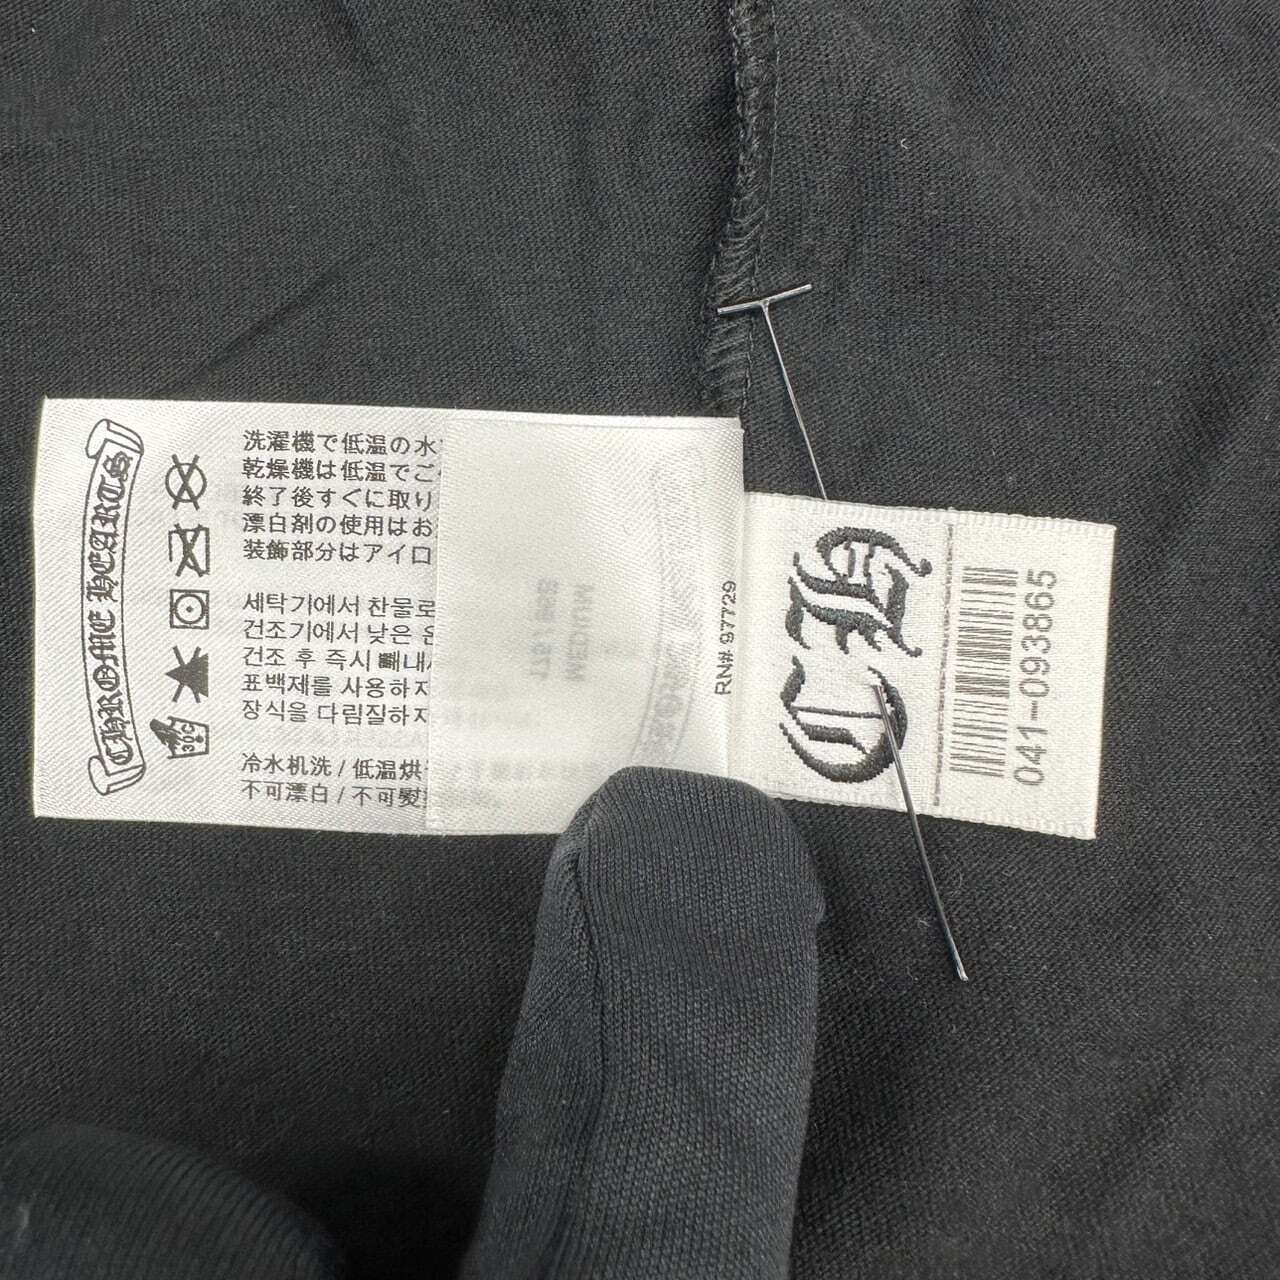 CHROME HEARTS
洗濯機で低温の水
乾燥機は低温でご
終了後すぐに取り
漂白剤の使用はお
装飾部分はアイロ
세탁기에서 찬물로
건조기에서 낮은 온
건조 후 즉시 빼내
표백제를 사용하지
장식을 다림질하지
冷水机洗 / 低温烘
不可漂白 / 不可熨
30C
MEDIUM
RN# 97729
CH
041-093865